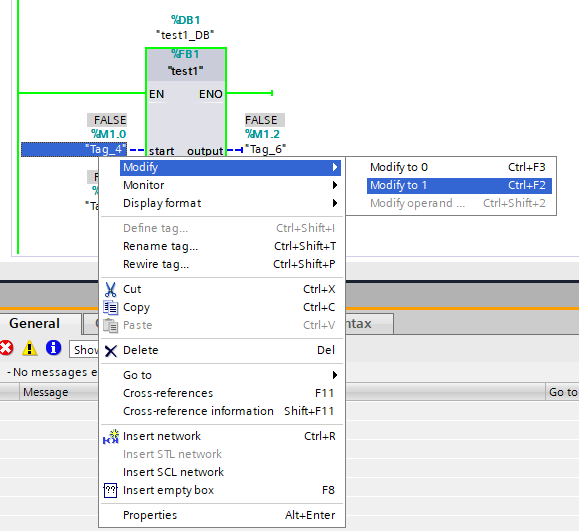 %DB1
"test1_DB"
%FB1
"test1"
EN ENO
FALSE FALSE
%M1.0 %M1.2
"Tag_4" start output "Tag_6"
Modify
Modify to 0 Ctrl+F3
Monitor
Modify to 1 Ctrl+F2
Display format
Modify operand ... Ctrl+Shift+2
Define tag... Ctrl+Shift+I
Rename tag... Ctrl+Shift+T
Rewire tag... Ctrl+Shift+P
Cut Ctrl+X
Copy Ctrl+C
Paste Ctrl+V
General
Delete Del
- No messages e
Go to
Message
Go to
Cross-references F11
Cross-reference information Shift+F11
Insert network Ctrl+R
Insert STL network
Insert SCL network
Insert empty box F8
Properties Alt+Enter